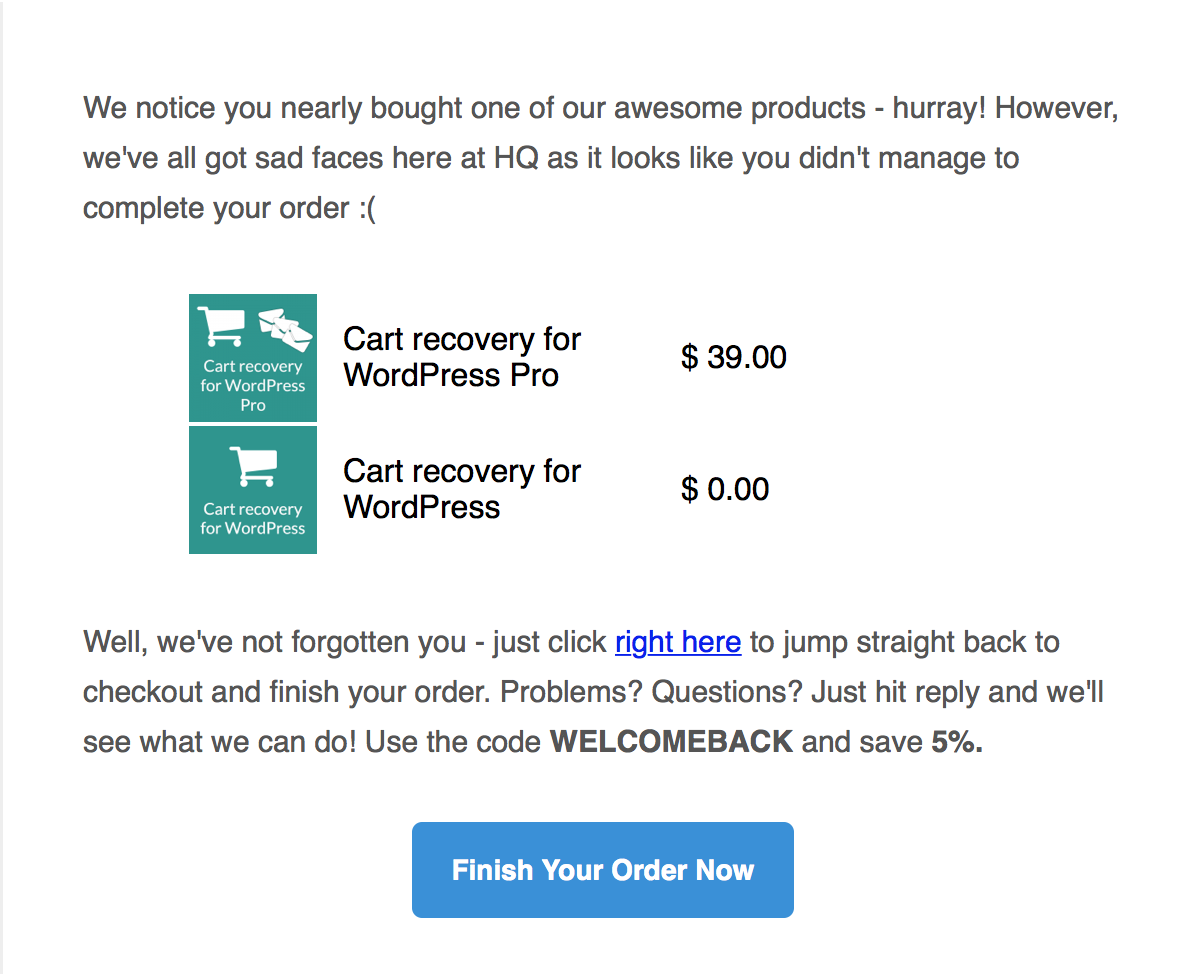 We notice you nearly bought one of our awesome products - hurray! However,
we've all got sad faces here at HQ as it looks like you didn't manage to
complete your order :(
Cart recovery
for WordPress
Pro
Cart recovery for
WordPress Pro
$ 39.00
Cart recovery
for WordPress
Cart recovery for
WordPress
$ 0.00
Well, we've not forgotten you - just click right here to jump straight back to
checkout and finish your order. Problems? Questions? Just hit reply and we'll
see what we can do! Use the code WELCOMEBACK and save 5%.
Finish Your Order Now